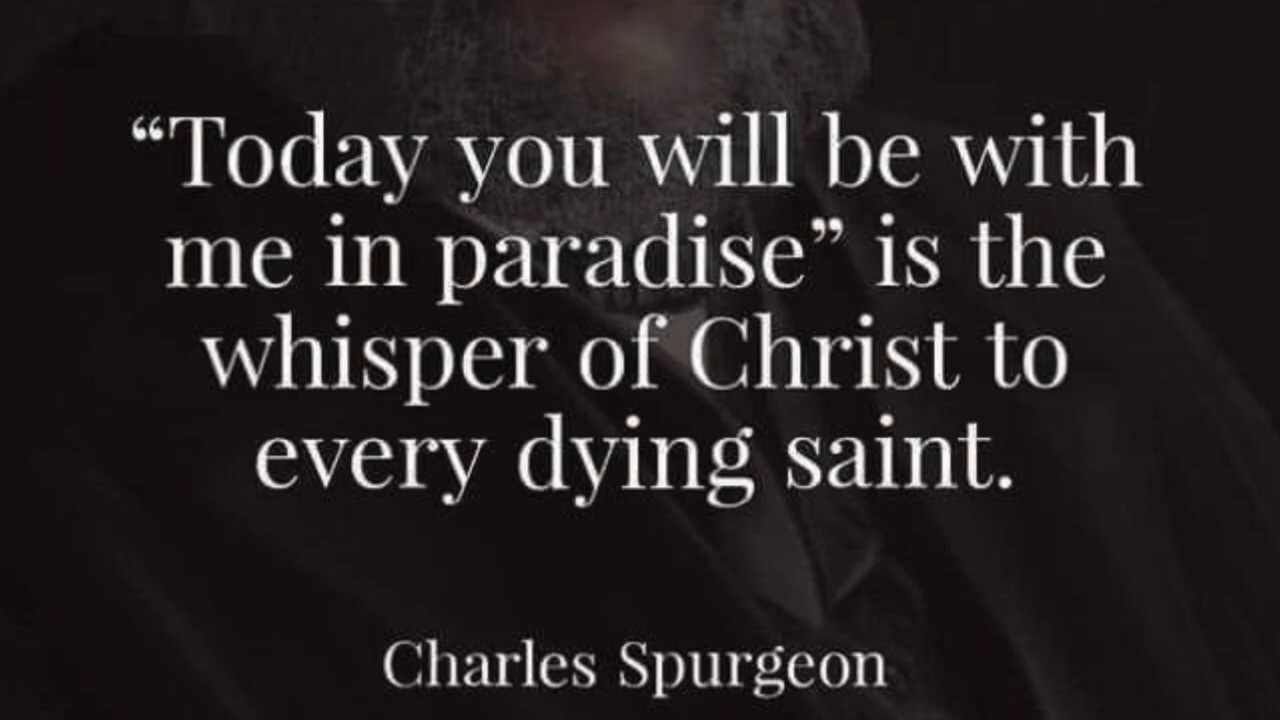 “Today you will be with
me in paradise” is the
whisper of Christ to
every dying saint.
Charles Spurgeon